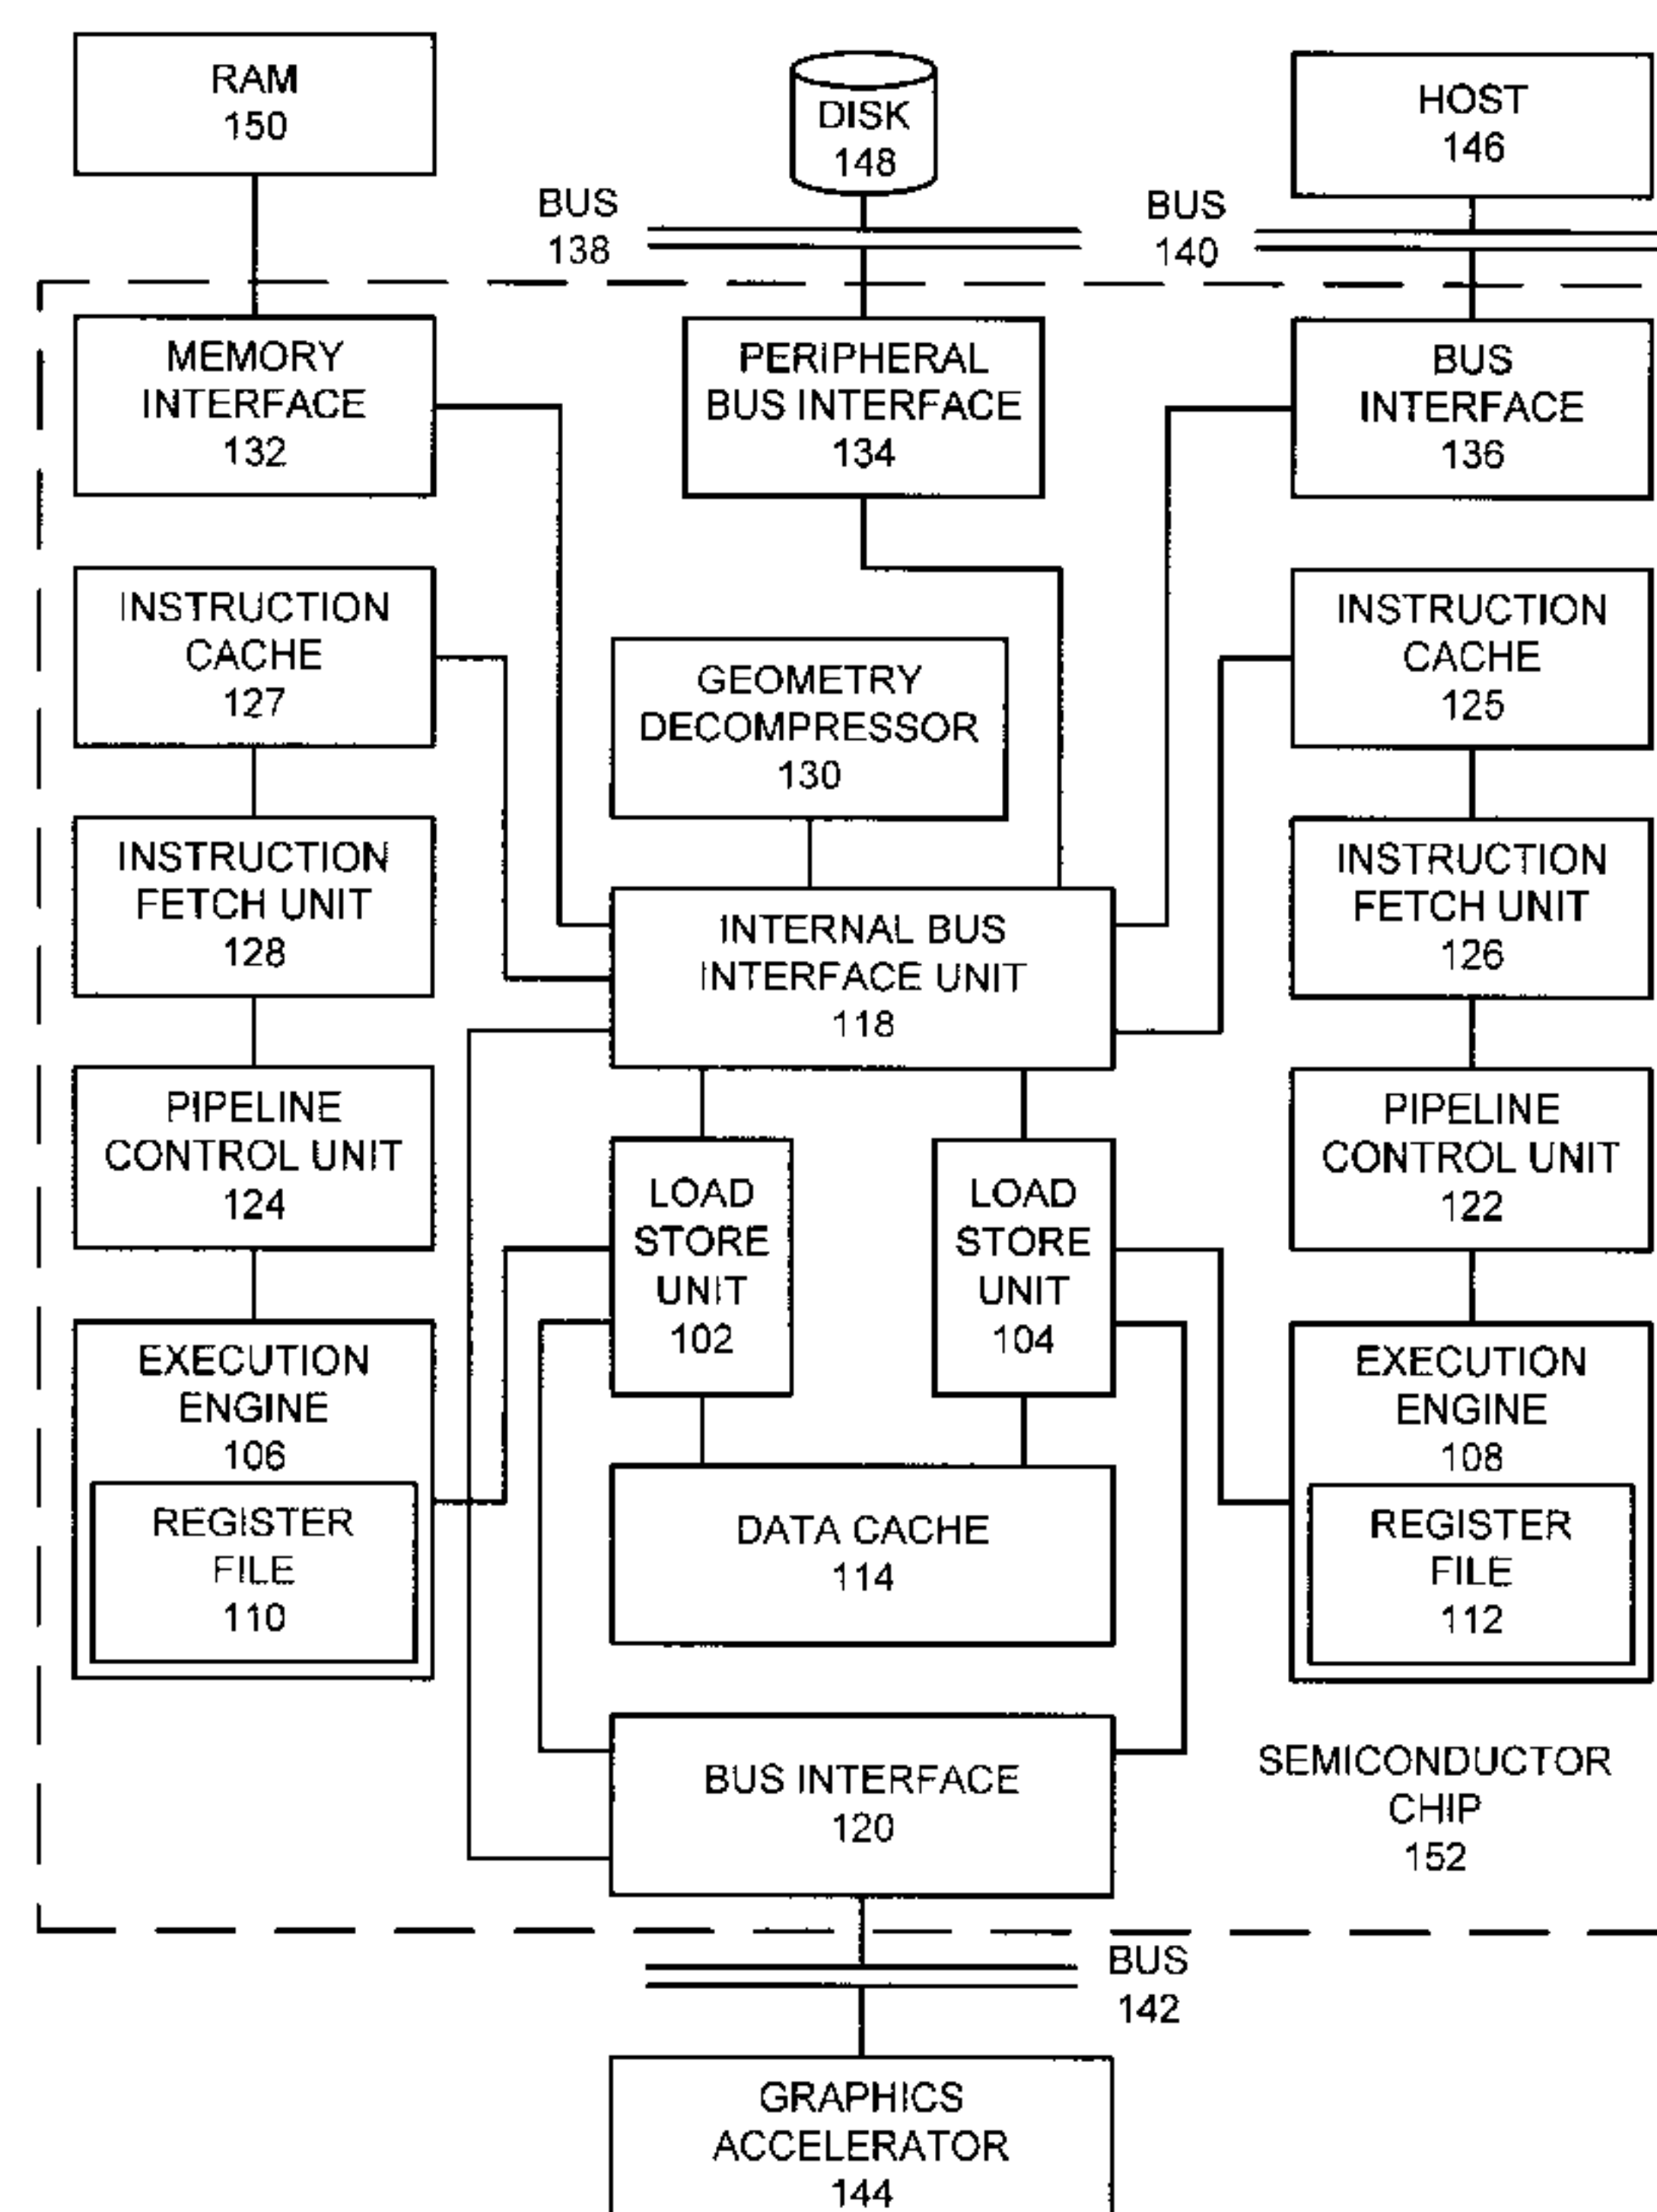 RAM
150
DISK
148
HOST
146
BUS
138
BUS
140
MEMORY
INTERFACE
132
PERIPHERAL
BUS INTERFACE
134
BUS
INTERFACE
136
INSTRUCTION
CACHE
127
GEOMETRY
DECOMPRESSOR
130
INSTRUCTION
CACHE
125
INSTRUCTION
FETCH UNIT
128
INTERNAL BUS
INTERFACE UNIT
118
INSTRUCTION
FETCH UNIT
126
PIPELINE
CONTROL UNIT
124
LOAD
STORE
UNIT
102
LOAD
STORE
UNIT
104
PIPELINE
CONTROL UNIT
122
EXECUTION
ENGINE
106
REGISTER
FILE
110
DATA CACHE
114
EXECUTION
ENGINE
108
REGISTER
FILE
112
BUS INTERFACE
120
SEMICONDUCTOR
CHIP
152
BUS
142
GRAPHICS
ACCELERATOR
144